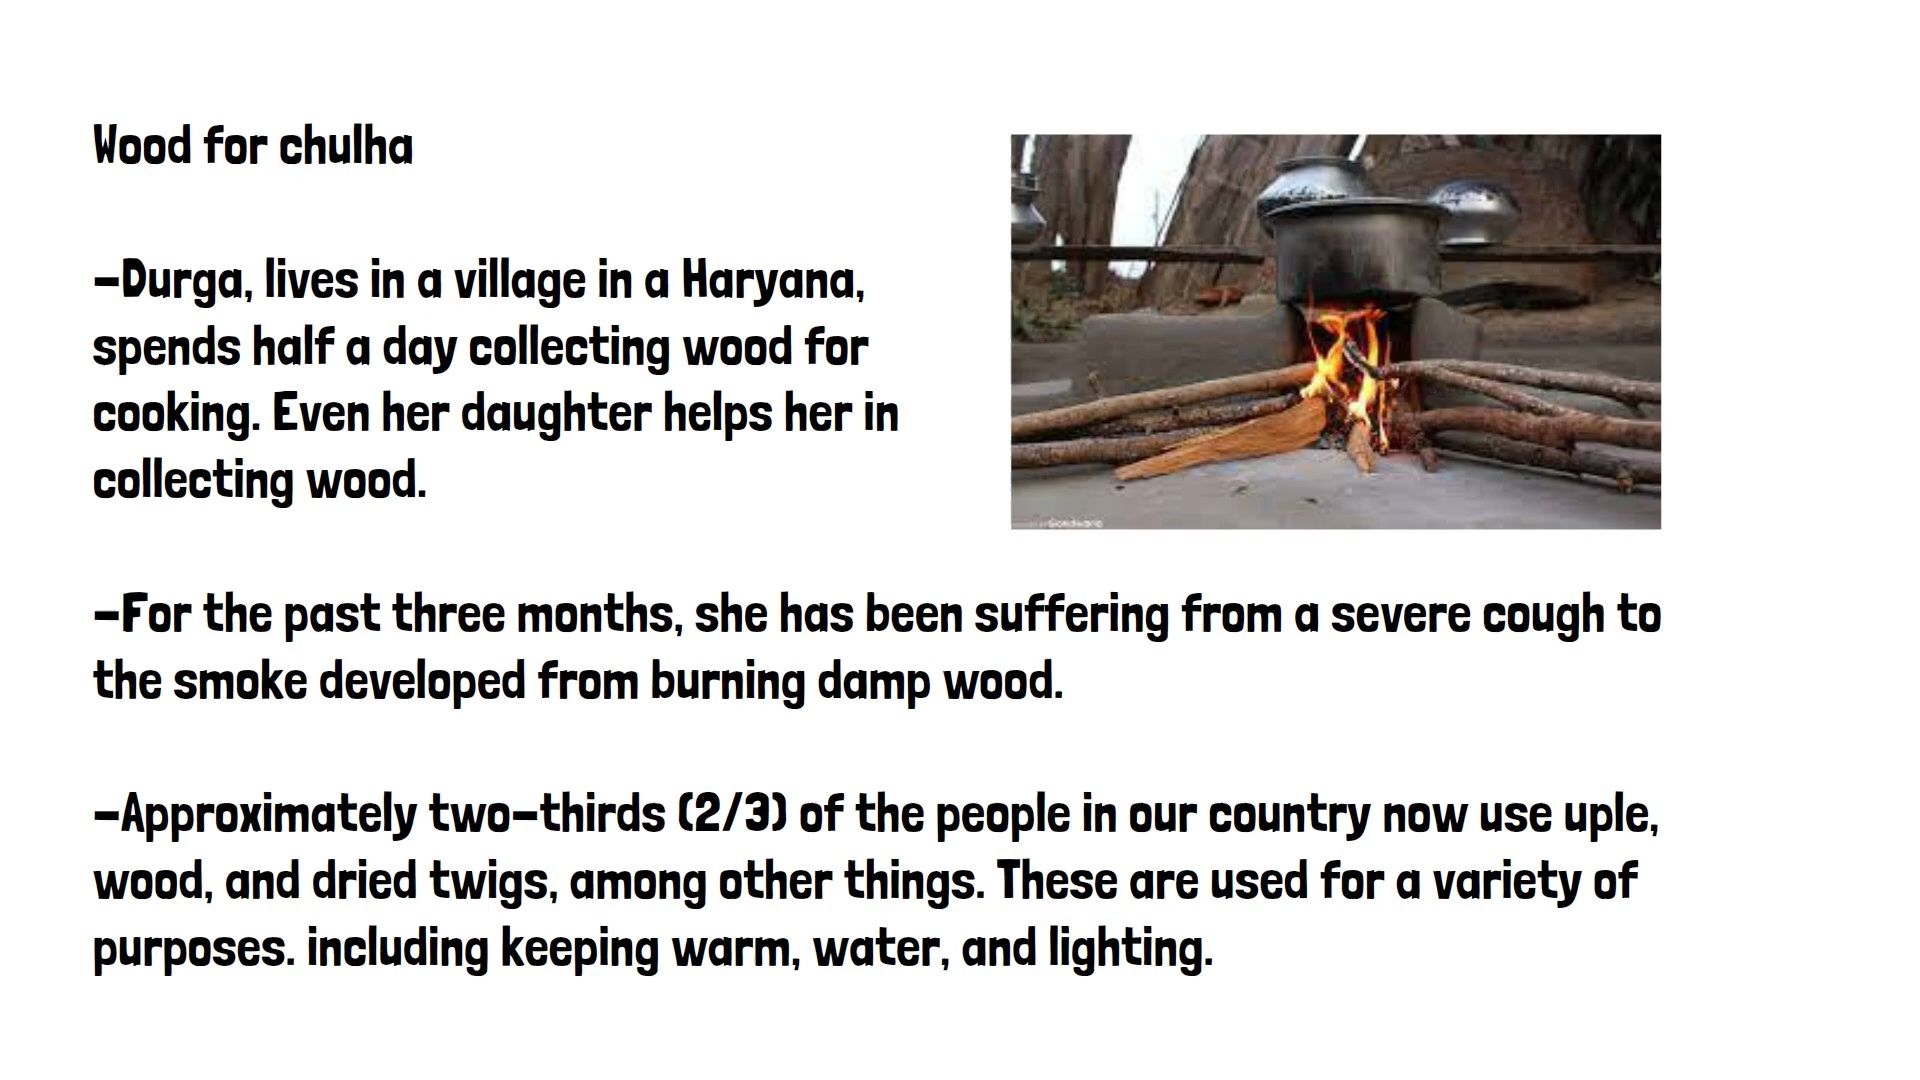 Wood for chulha
-Durga, lives in a village in a Haryana,
spends half a day collecting wood for
cooking. Even her daughter helps her in
collecting wood.
-For the past three months, she has been suffering from a severe cough to
the smoke developed from burning damp wood.
-Approximately two-thirds (2/3) of the people in our country now use uple,
wood, and dried twigs, among other things. These are used for a variety of
purposes. including keeping warm, water, and lighting.